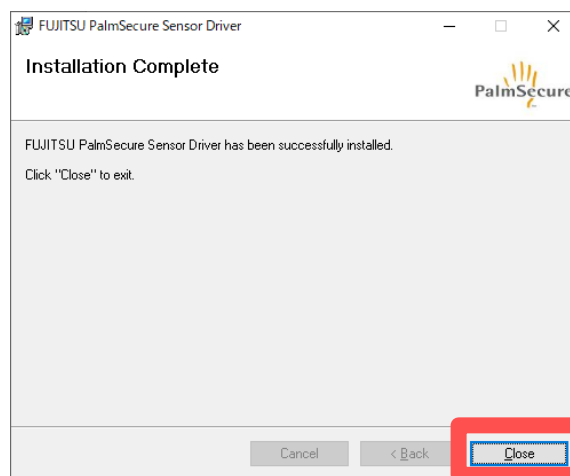 FUJITSU PalmSecure Sensor Driver
Installation Complete
PalmSecure
FUJITSU PalmSecure Sensor Driver has been successfully installed.
Click "Close" to exit.
Cancel
< Back
Close